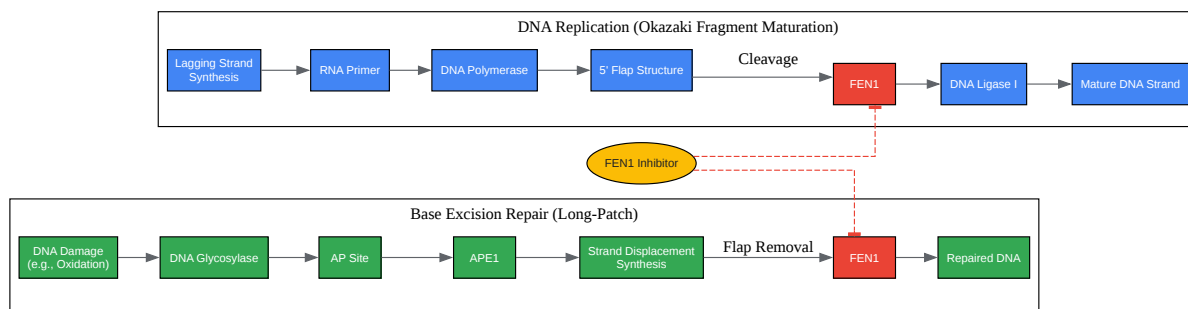 DNA Replication (Okazaki Fragment Maturation)
Lagging Strand
Synthesis
RNA Primer
DNA Polymerase
5' Flap Structure
Cleavage
FEN1
DNA Ligase I
Mature DNA Strand
FEN1 Inhibitor
Base Excision Repair (Long-Patch)
DNA Damage
(e.g., Oxidation)
DNA Glycosylase
AP Site
APE1
Strand Displacement
Synthesis
Flap Removal
FEN1
Repaired DNA